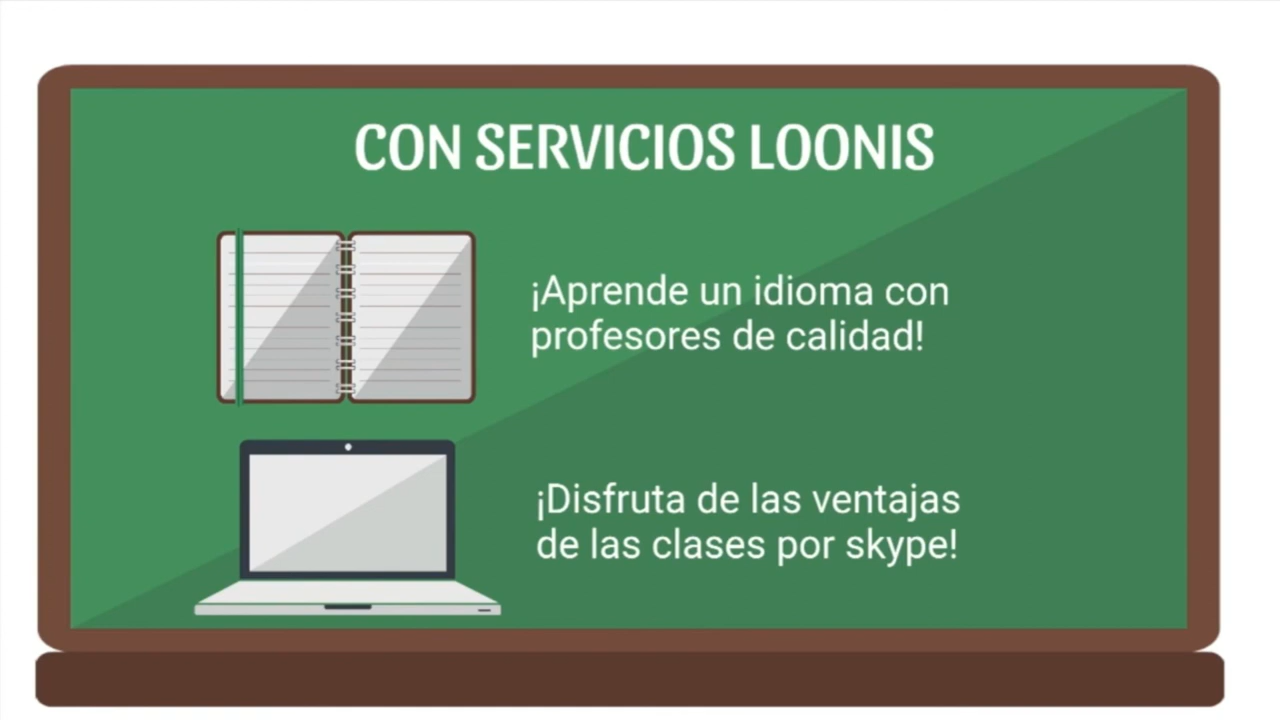 CON SERVICIOS LOONIS
¡Aprende un idioma con
profesores de calidad!
¡Disfruta de las ventajas
de las clases por skype!